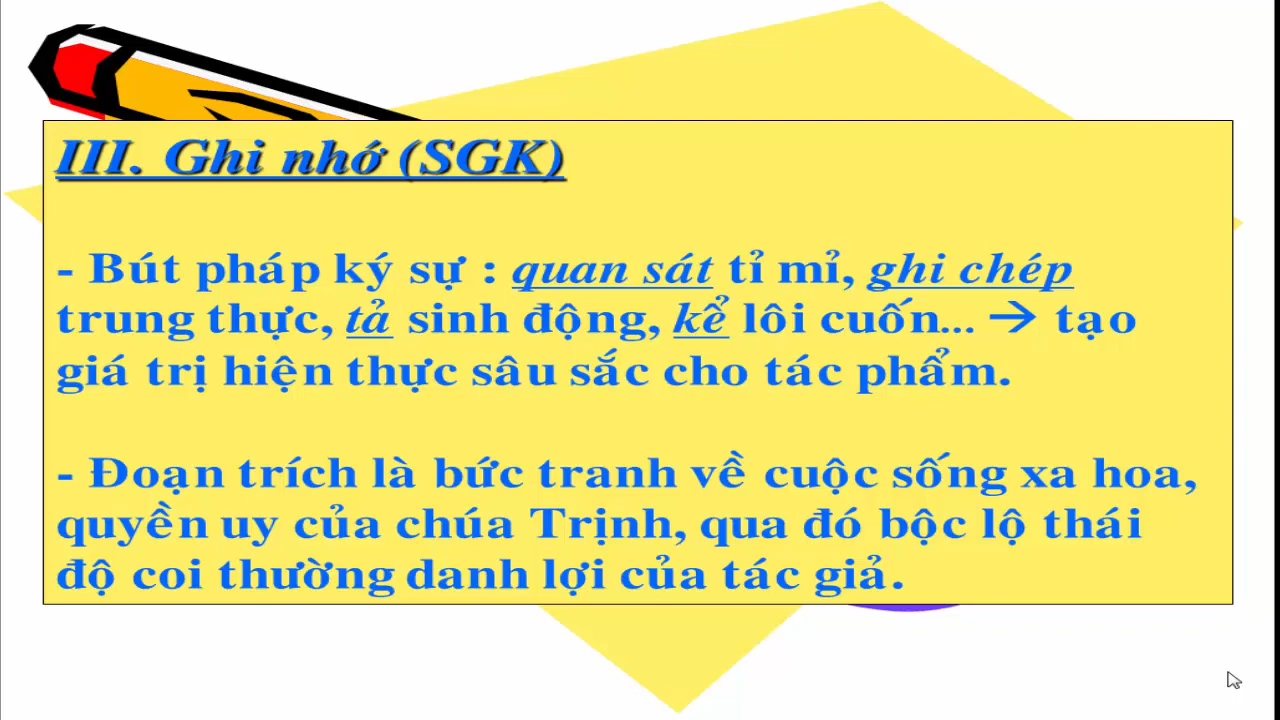 III. Ghi nhớ (SGK)
- Bút pháp ký sự : quan sát tỉ mỉ, ghi chép
trung thực, tả sinh động, kể lôi cuốn... → tạo
giá trị hiện thực sâu sắc cho tác phẩm.
- Đoạn trích là bức tranh về cuộc sống xa hoa,
quyền uy của chúa Trịnh, qua đó bộc lộ thái
độ coi thường danh lợi của tác giả.